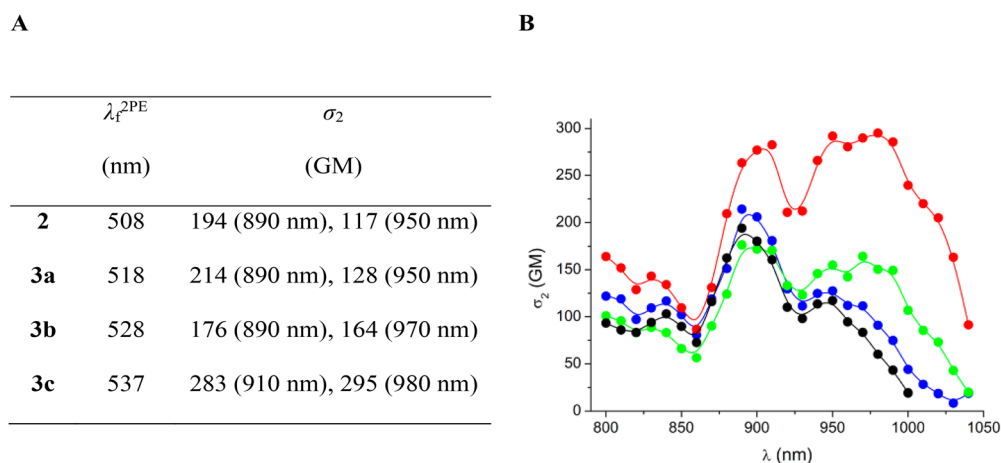 A
B
λf2PE
σ2
(nm)
(GM)
2 508 194 (890 nm), 117 (950 nm)
3a 518 214 (890 nm), 128 (950 nm)
3b 528 176 (890 nm), 164 (970 nm)
3c 537 283 (910 nm), 295 (980 nm)
300
250
200
150
100
50
0
σ2 (GM)
800 850 900 950 1000 1050
λ (nm)